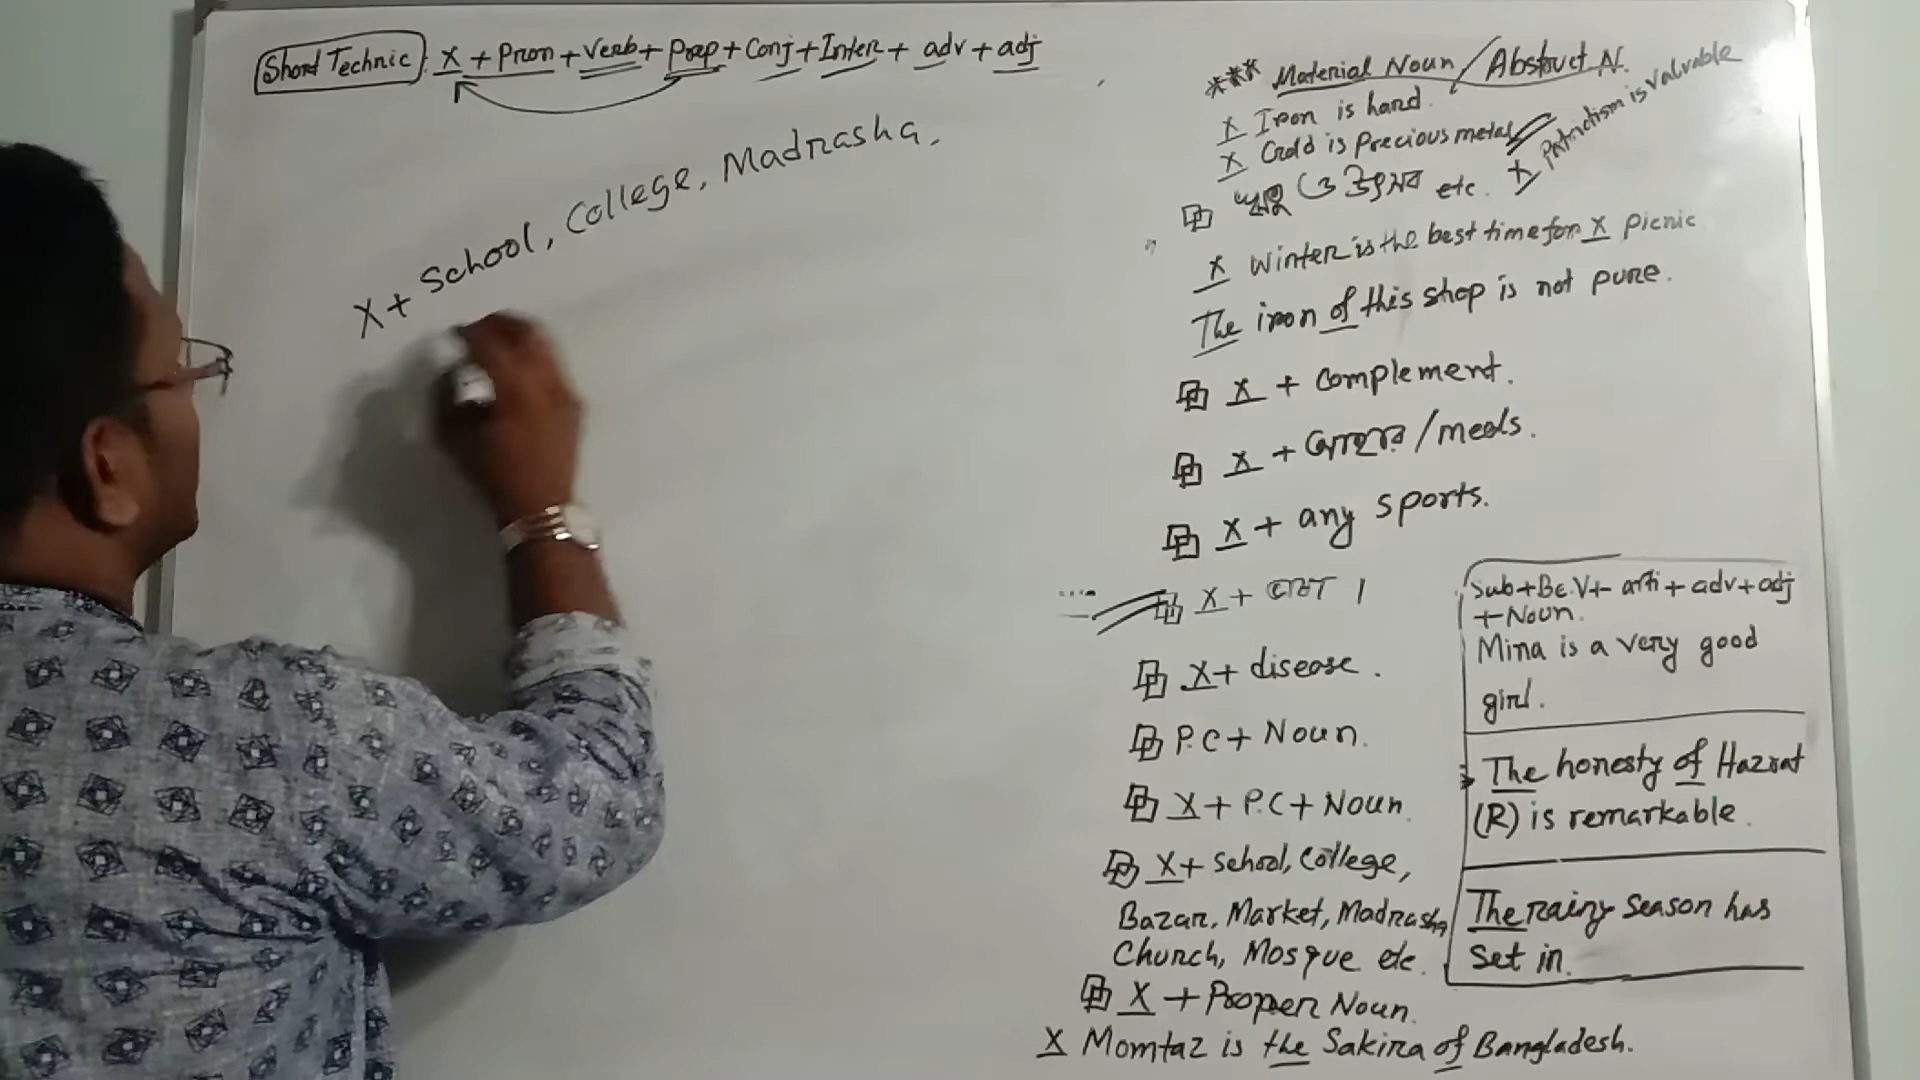 Short Technic: X + Pron + Verb + Prep + Conj + Inter + adv + adj
X + School, College, Madrasha,
*** Material Noun / Abstruct N.
X Iron is hard.
X Gold is Precious metal
X Patriotism is valuable
ঋতু ও উৎসব etc.
X Winter is the best time for X Picnic
The iron of this shop is not pure.
X + Complement.
X + / meals.
X + any sports.
X +
X + disease.
P.C + Noun.
X + P.C + Noun.
X + School, College,
Bazar, Market, Madrasha
Church, Mosque etc.
X + Proper Noun.
X Momtaz is the Sakira of Bangladesh.
Sub + Be.V + arti + adv + adj
+ Noun.
Mina is a very good
girl.
The honesty of Hazrat
(R) is remarkable.
The rainy season has
set in.